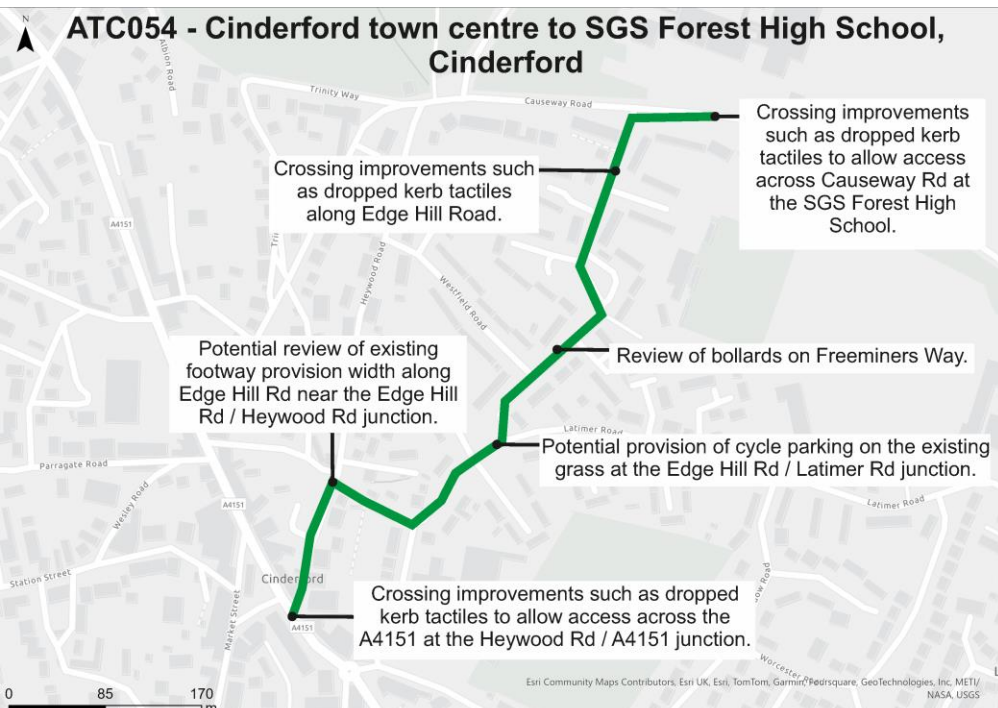 N
ATC054 - Cinderford town centre to SGS Forest High School,
Cinderford
Albion Road
Trinity Way
Causeway Road
Crossing improvements
such as dropped kerb
tactiles to allow access
across Causeway Rd at
the SGS Forest High
School.
Crossing improvements such
as dropped kerb tactiles
along Edge Hill Road.
A4151
Heywood Road
Westfield Road
Potential review of existing
footway provision width along
Edge Hill Rd near the Edge Hill
Rd / Heywood Rd junction.
Review of bollards on Freeminers Way.
Latimer Road
Potential provision of cycle parking on the existing
grass at the Edge Hill Rd / Latimer Rd junction.
Parragate Road
Wesley Road
A4151
Latimer Road
Station Street
Cinderford
Market Street
A4151
Crossing improvements such as dropped
kerb tactiles to allow access across the
A4151 at the Heywood Rd / A4151 junction.
0 85 170
m
Esri Community Maps Contributors, Esri UK, Esri, TomTom, Garmin, Foursquare, GeoTechnologies, Inc, METI/
NASA, USGS